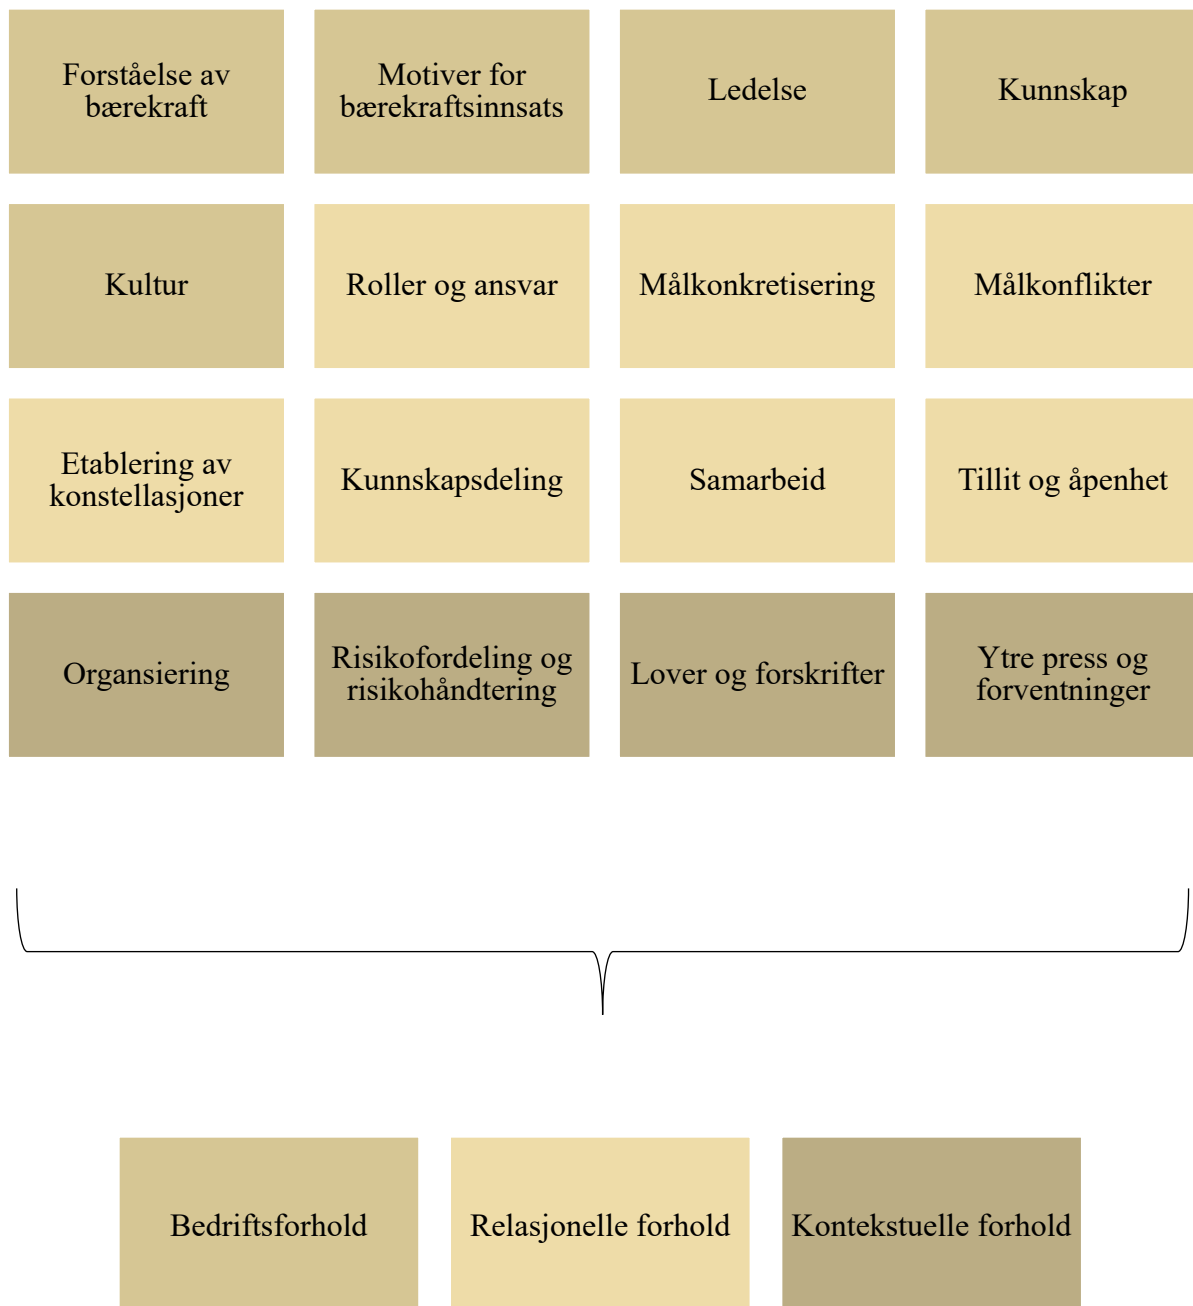 Forståelse av
bærekraft
Motiver for
bærekraftsinnsats
Ledelse
Kunnskap
Kultur
Roller og ansvar
Målkonkretisering
Målkonflikter
Etablering av
konstellasjoner
Kunnskapsdeling
Samarbeid
Tillit og åpenhet
Organsiering
Risikofordeling og
risikohåndtering
Lover og forskrifter
Ytre press og
forventninger
Bedriftsforhold
Relasjonelle forhold
Kontekstuelle forhold